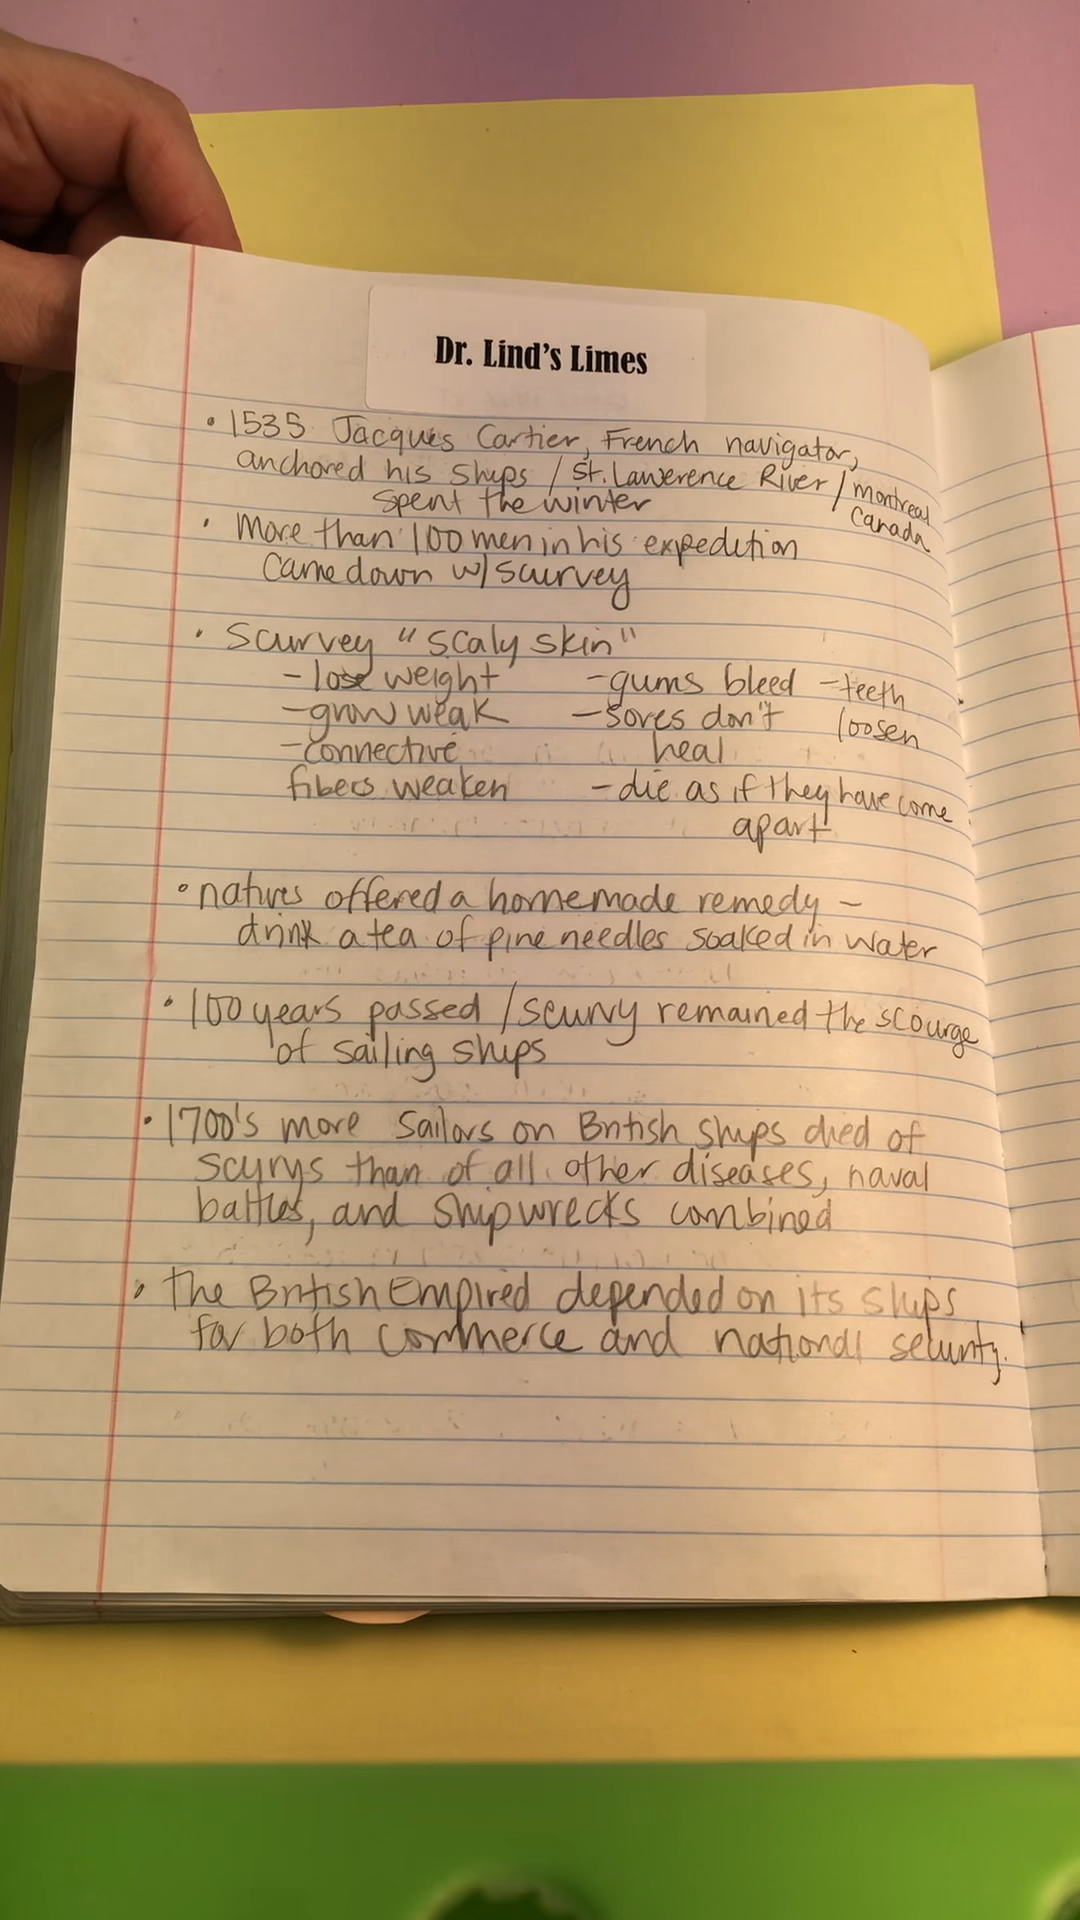 Dr. Lind's Limes
• 1535 Jacques Cartier, French navigator,
anchored his ships / St. Lawerence River / montreal
Canada
spent the winter
• More than 100 men in his expedition
came down w/ scurvey
• Scurvey "scaly skin"
- lose weight - gums bleed - teeth
loosen
- grow weak - sores don't
heal
- connective
fibers weaken - die as if they have come
apart
• natives offered a homemade remedy -
drink a tea of pine needles soaked in water
• 100 years passed / scurvy remained the scourge
of sailing ships
• 1700's more sailors on British ships died of
scyrys than of all other diseases, naval
battles, and shipwrecks combined
• The British Empired depended on its ships
for both commerce and national security.